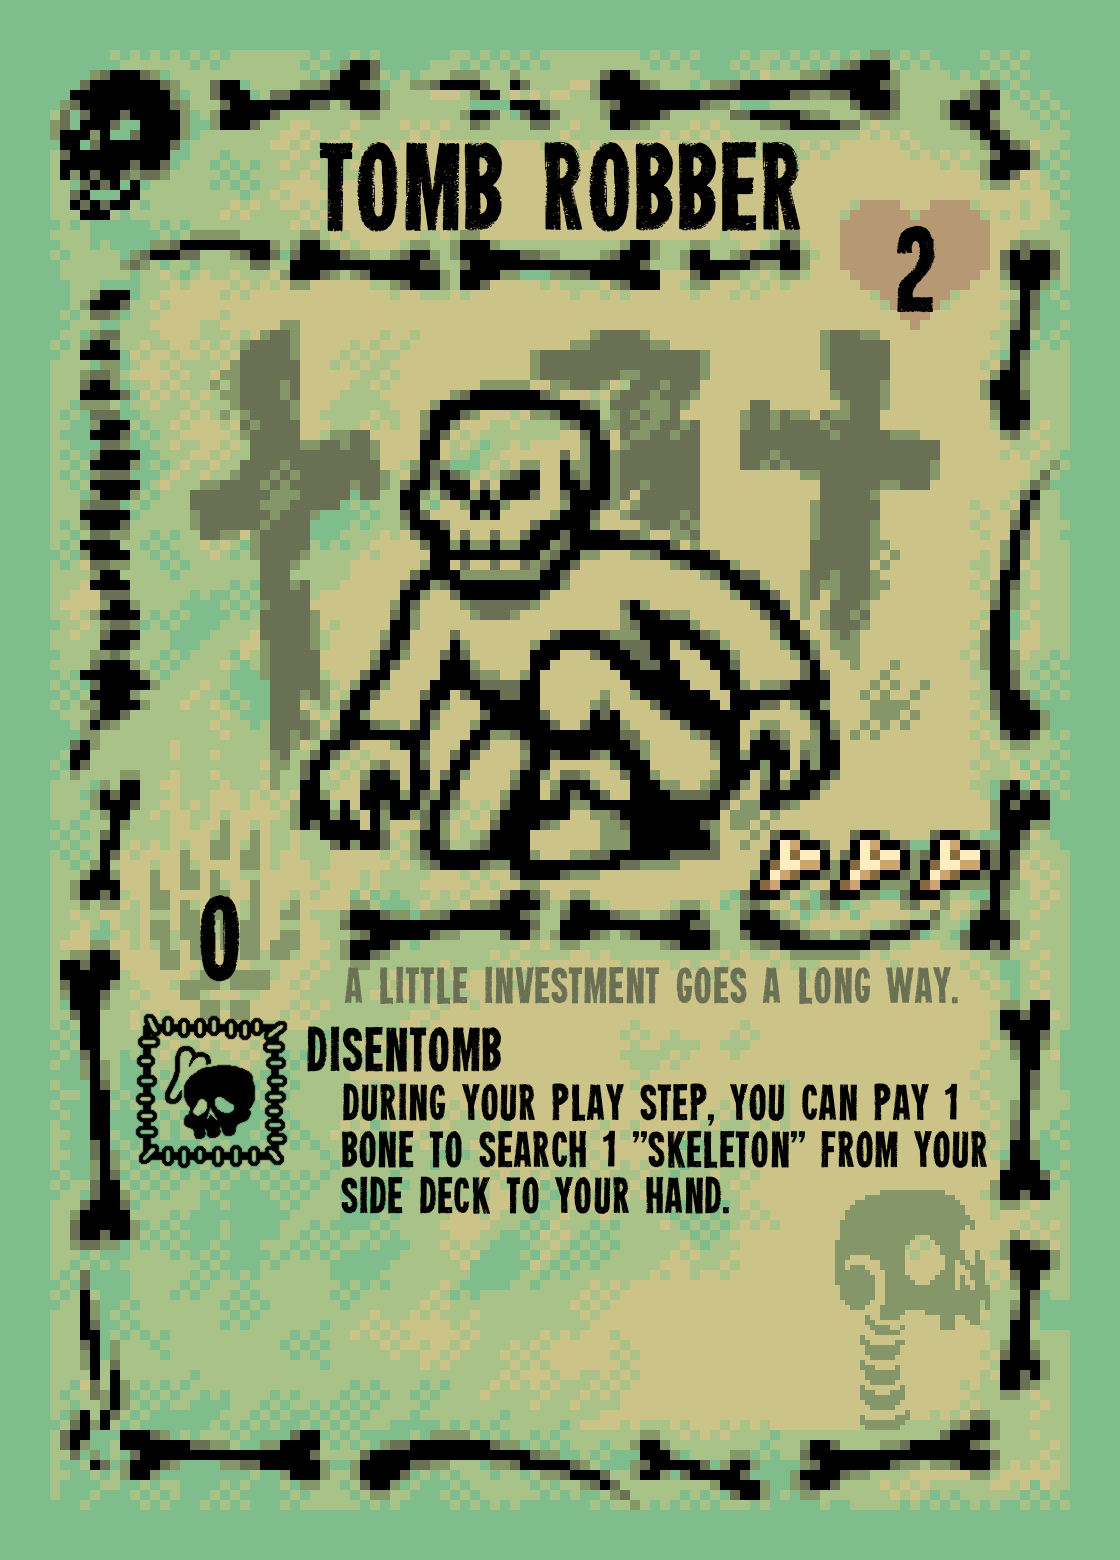 TOMB ROBBER
2
0
A LITTLE INVESTMENT GOES A LONG WAY.
DISENTOMB
DURING YOUR PLAY STEP, YOU CAN PAY 1
BONE TO SEARCH 1 "SKELETON" FROM YOUR
SIDE DECK TO YOUR HAND.